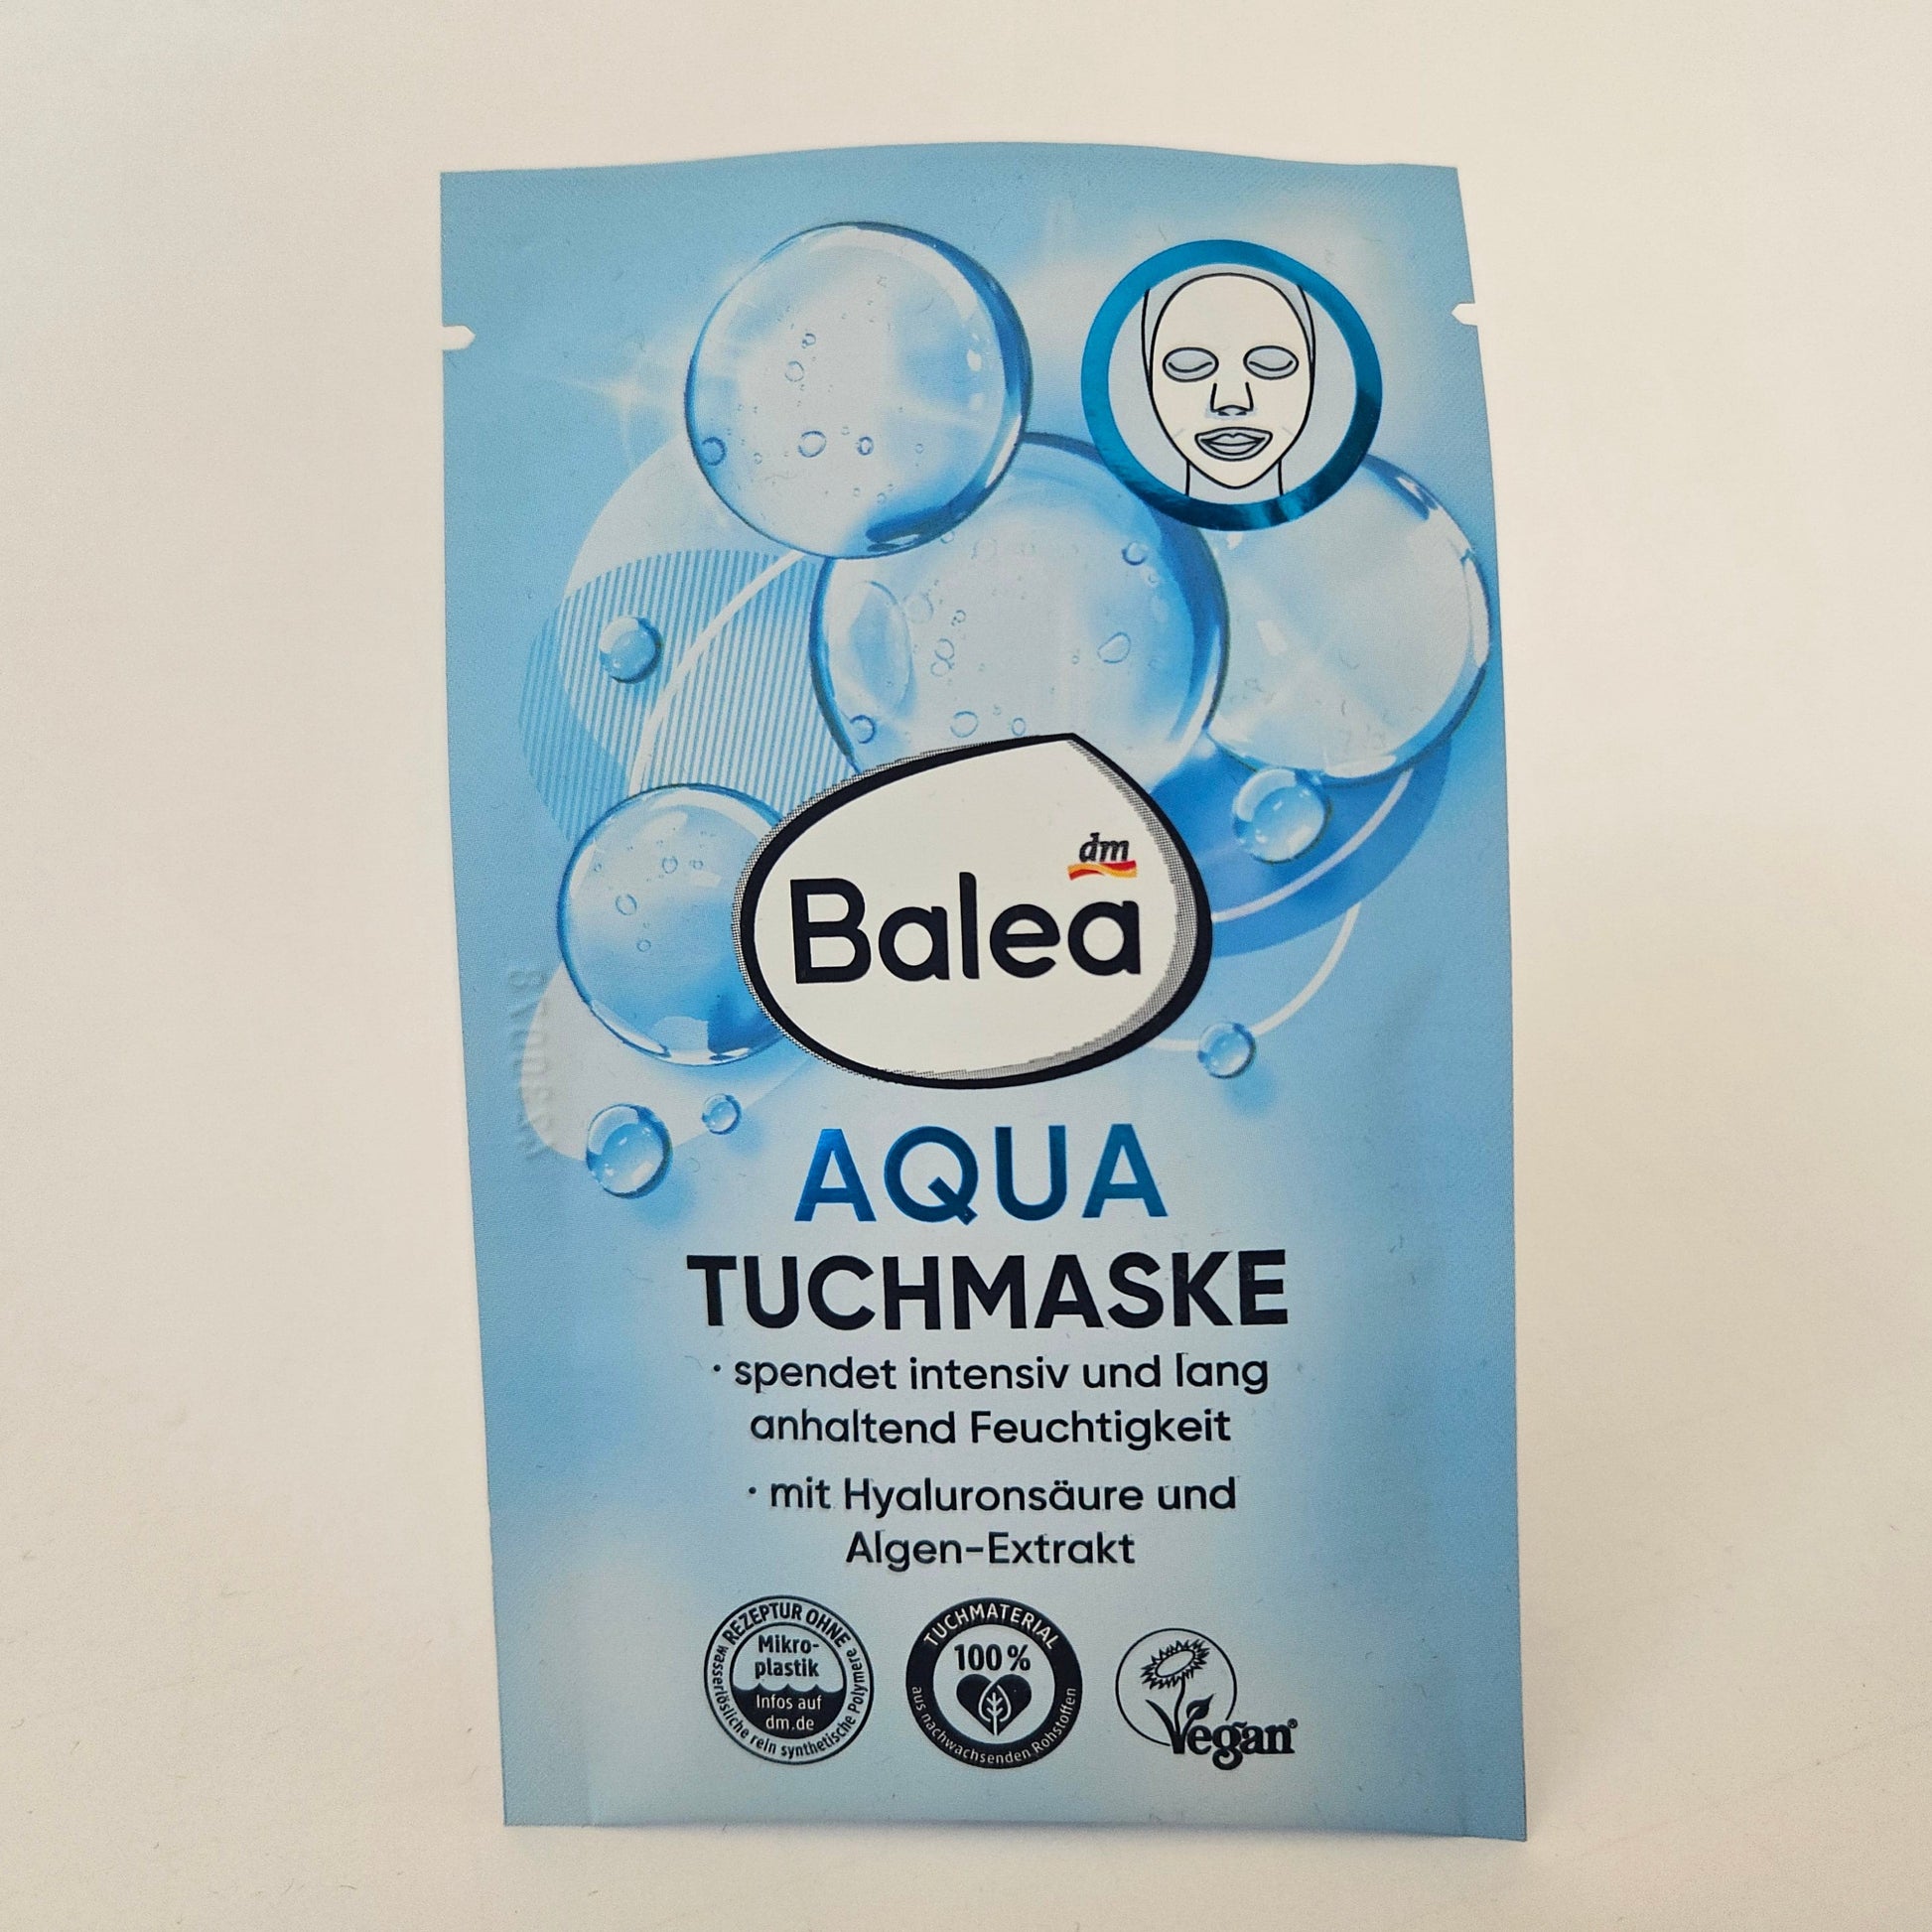 dm
Balea
AQUA
TUCHMASKE
· spendet intensiv und lang
anhaltend Feuchtigkeit
· mit Hyaluronsäure und
Algen-Extrakt
REZEPTUR OHNE
Mikro-
plastik
Infos auf
dm.de
wasserlösliche rein synthetische Polymere
TUCHMATERIAL
100 %
aus nachwachsenden Rohstoffen
Vegan®